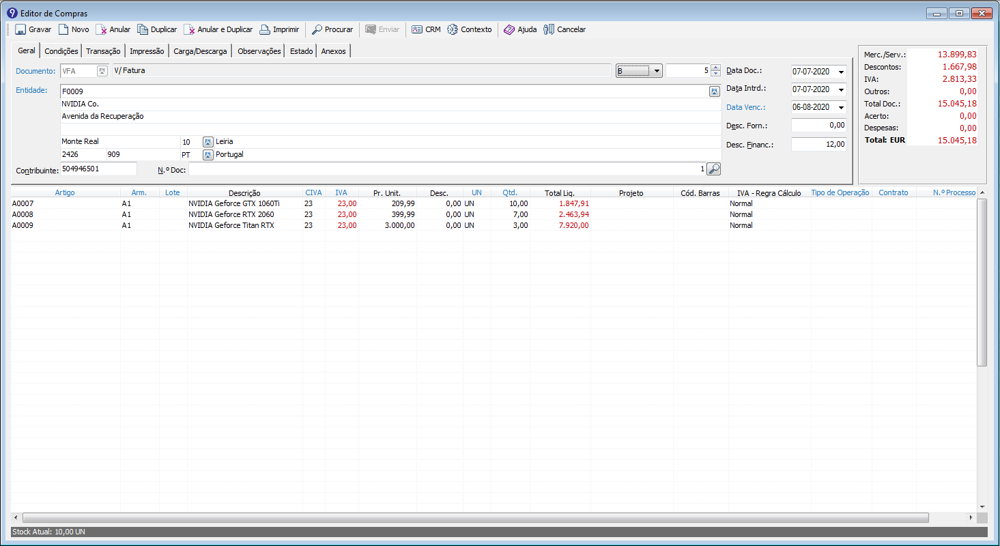 Editor de Compras
Gravar Novo Anular Duplicar Anular e Duplicar Imprimir Procurar Enviar CRM Contexto Ajuda Cancelar
Geral Condições Transação Impressão Carga/Descarga Observações Estado Anexos
Documento: VFA F4 V/ Fatura B 5 Data Doc.: 07-07-2020
Entidade: F0009 F4 Data Intrd.: 07-07-2020
NVIDIA Co. Data Venc.: 06-08-2020
Avenida da Recuperação Desc. Forn.: 0,00
Monte Real 10 F4 Leiria Desc. Financ.: 12,00
2426 909 PT F4 Portugal
Contribuinte: 504946501 N.º Doc: 1
Merc./Serv.: 13.899,83
Descontos: 1.667,98
IVA: 2.813,33
Outros: 0,00
Total Doc.: 15.045,18
Acerto: 0,00
Despesas: 0,00
Total: EUR 15.045,18
Artigo Arm. Lote Descrição CIVA IVA Pr. Unit. Desc. UN Qtd. Total Liq. Projeto Cód. Barras IVA - Regra Cálculo Tipo de Operação Contrato N.º Processo
A0007 A1 NVIDIA Geforce GTX 1060Ti 23 23,00 209,99 0,00 UN 10,00 1.847,91 Normal
A0008 A1 NVIDIA Geforce RTX 2060 23 23,00 399,99 0,00 UN 7,00 2.463,94 Normal
A0009 A1 NVIDIA Geforce Titan RTX 23 23,00 3.000,00 0,00 UN 3,00 7.920,00 Normal
Stock Atual: 10,00 UN